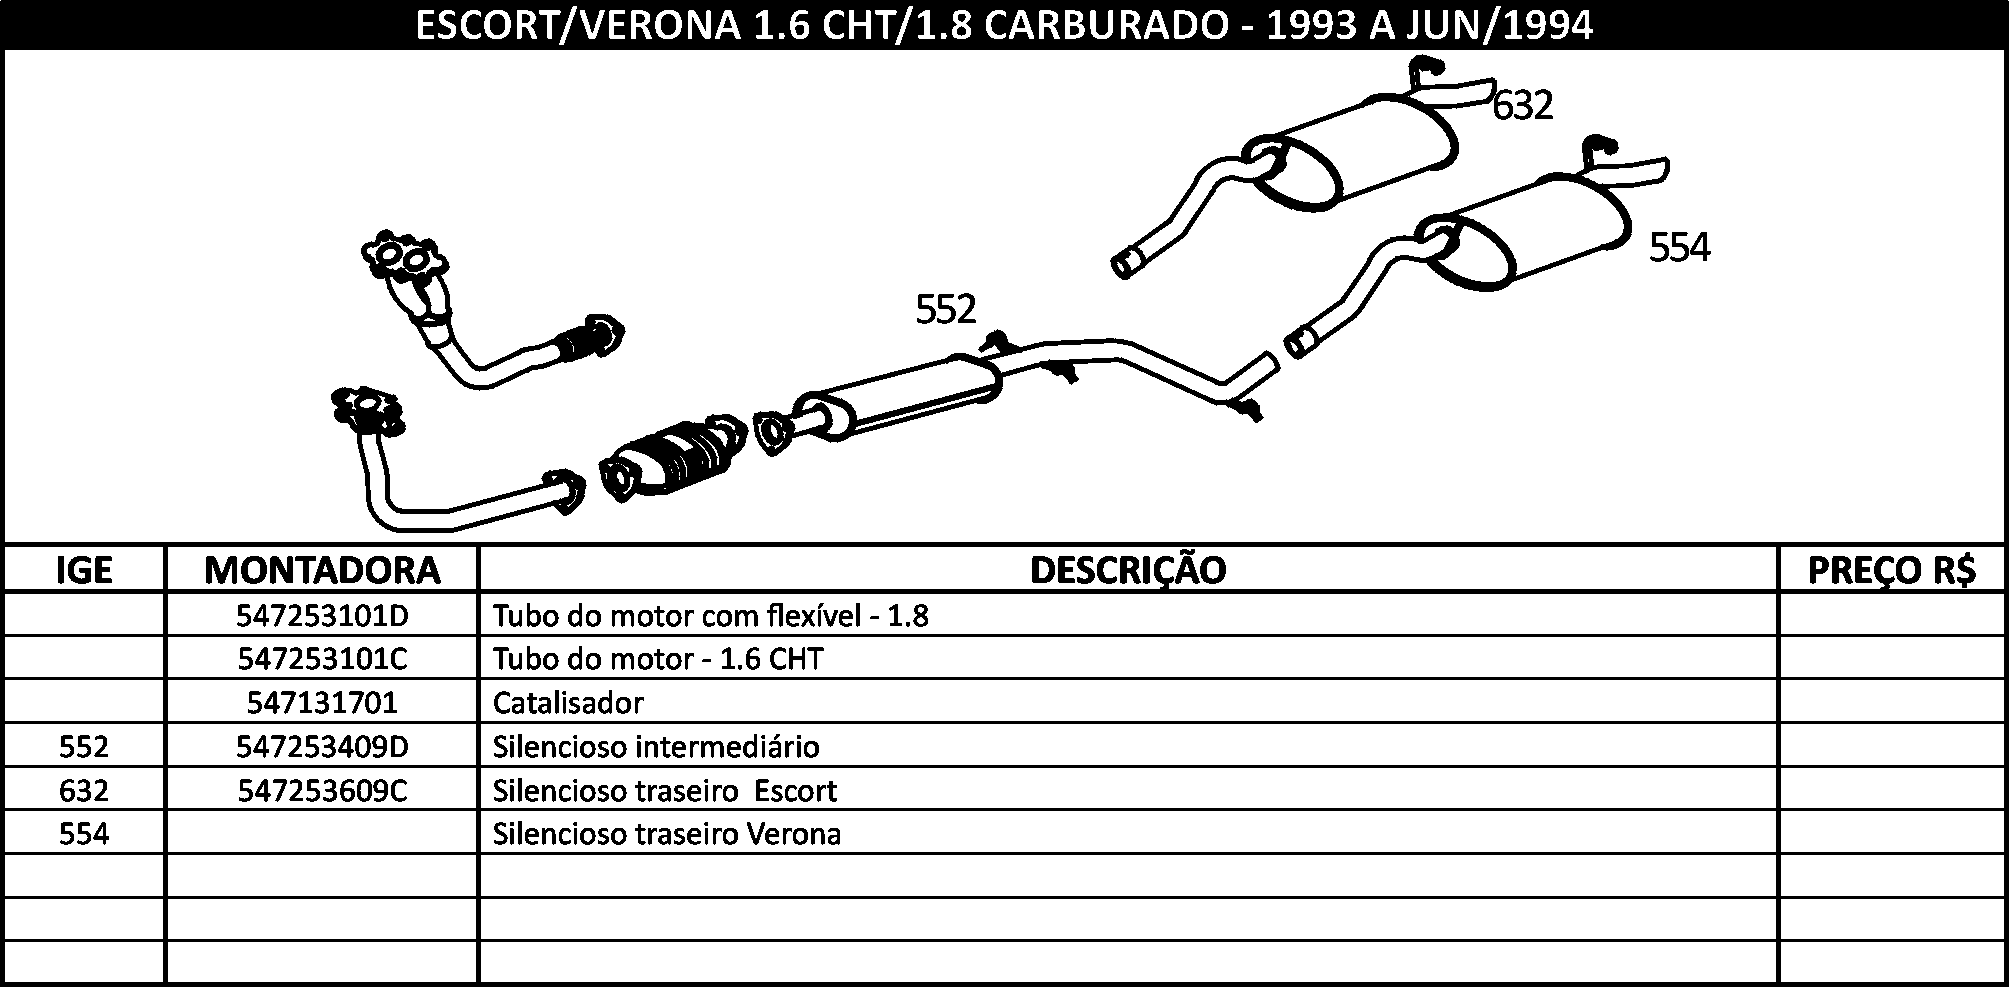 ESCORT/VERONA 1.6 CHT/1.8 CARBURADO - 1993 A JUN/1994
632
554
552
IGE MONTADORA DESCRIÇÃO PREÇO R$
547253101D Tubo do motor com flexível - 1.8
547253101C Tubo do motor - 1.6 CHT
547131701 Catalisador
552 547253409D Silencioso intermediário
632 547253609C Silencioso traseiro  Escort
554 Silencioso traseiro Verona